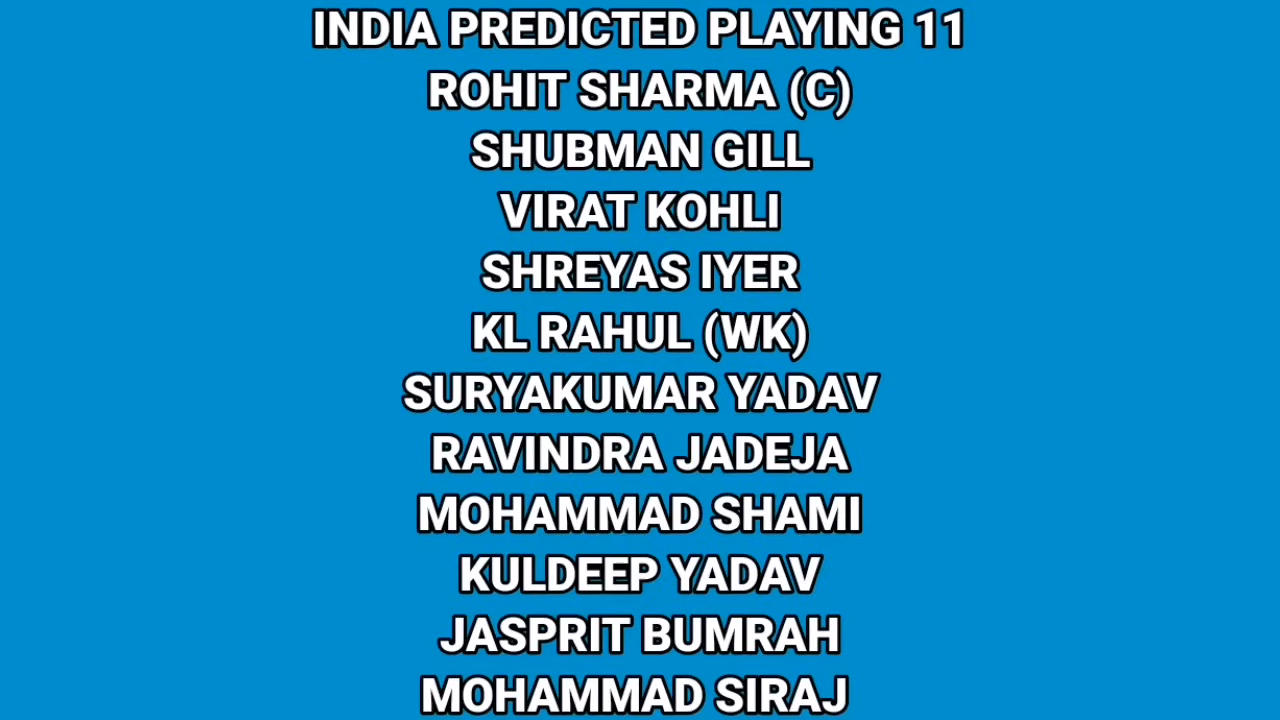 INDIA PREDICTED PLAYING 11
ROHIT SHARMA (C)
SHUBMAN GILL
VIRAT KOHLI
SHREYAS IYER
KL RAHUL (WK)
SURYAKUMAR YADAV
RAVINDRA JADEJA
MOHAMMAD SHAMI
KULDEEP YADAV
JASPRIT BUMRAH
MOHAMMAD SIRAJ